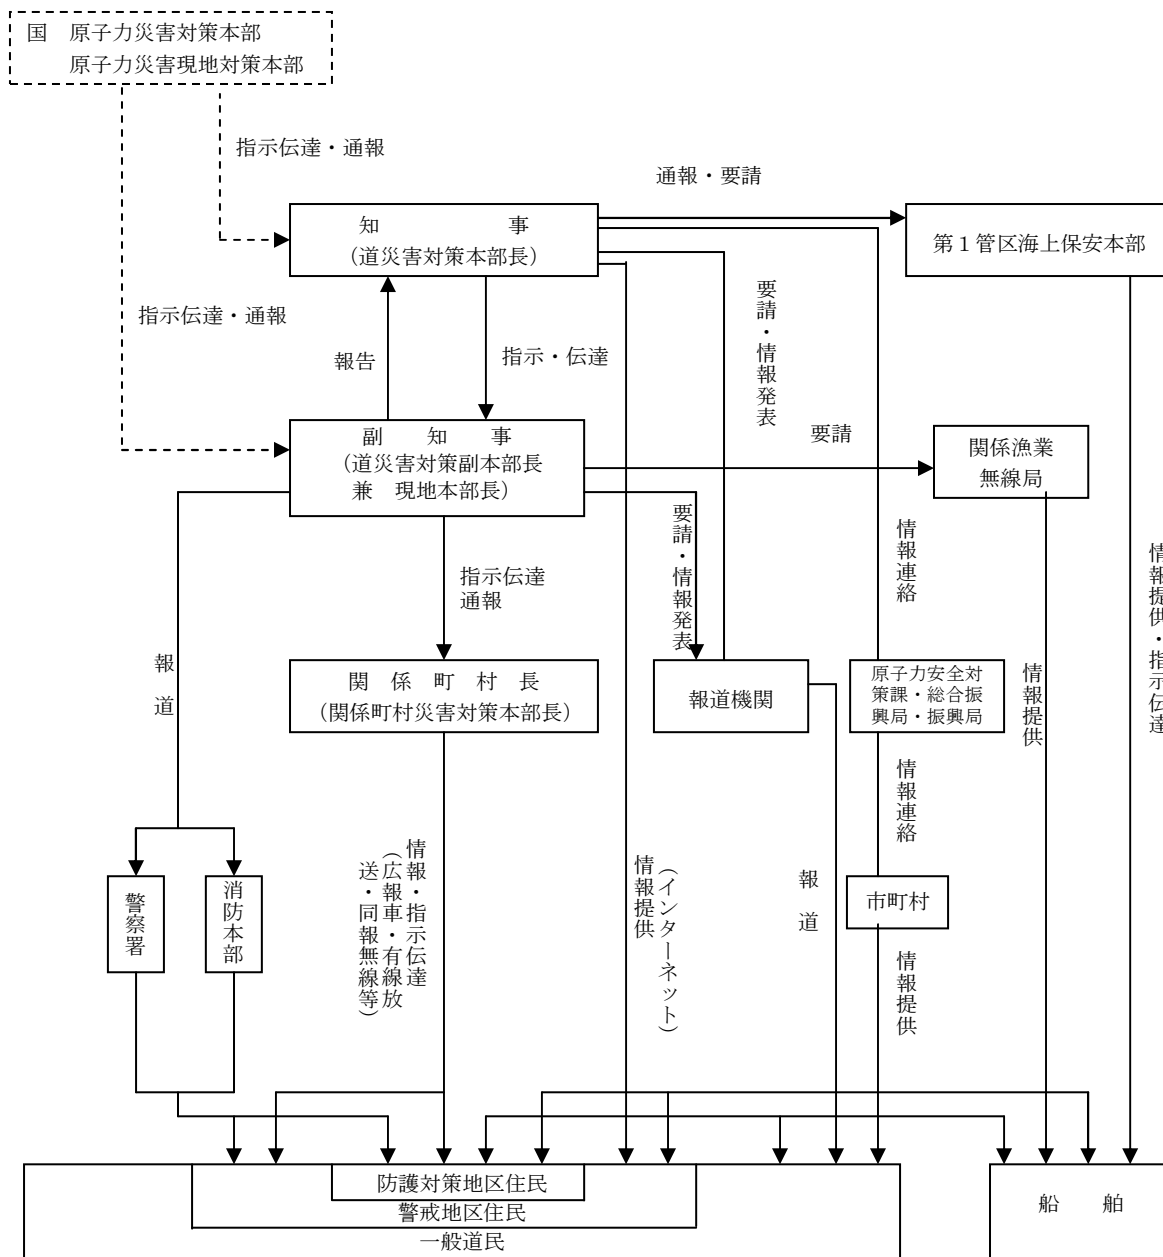 国　原子力災害対策本部
原子力災害現地対策本部
指示伝達・通報
通報・要請
知　事
（道災害対策本部長）
第１管区海上保安本部
指示伝達・通報
要請・情報発表
報告
指示・伝達
副　知　事
（道災害対策副本部長
兼　現地本部長）
要請
関係漁業
無線局
要請・情報発表
情報連絡
情報提供・指示伝達
指示伝達
通報
報　道
関　係　町　村　長
（関係町村災害対策本部長）
報道機関
原子力安全対
策課・総合振
興局・振興局
情報提供
情報連絡
情報・指示伝達
（広報車・有線放
送・同報無線等）
（インターネット）
情報提供
報　道
警察署
消防本部
市町村
情報提供
防護対策地区住民
警戒地区住民
一般道民
船　舶